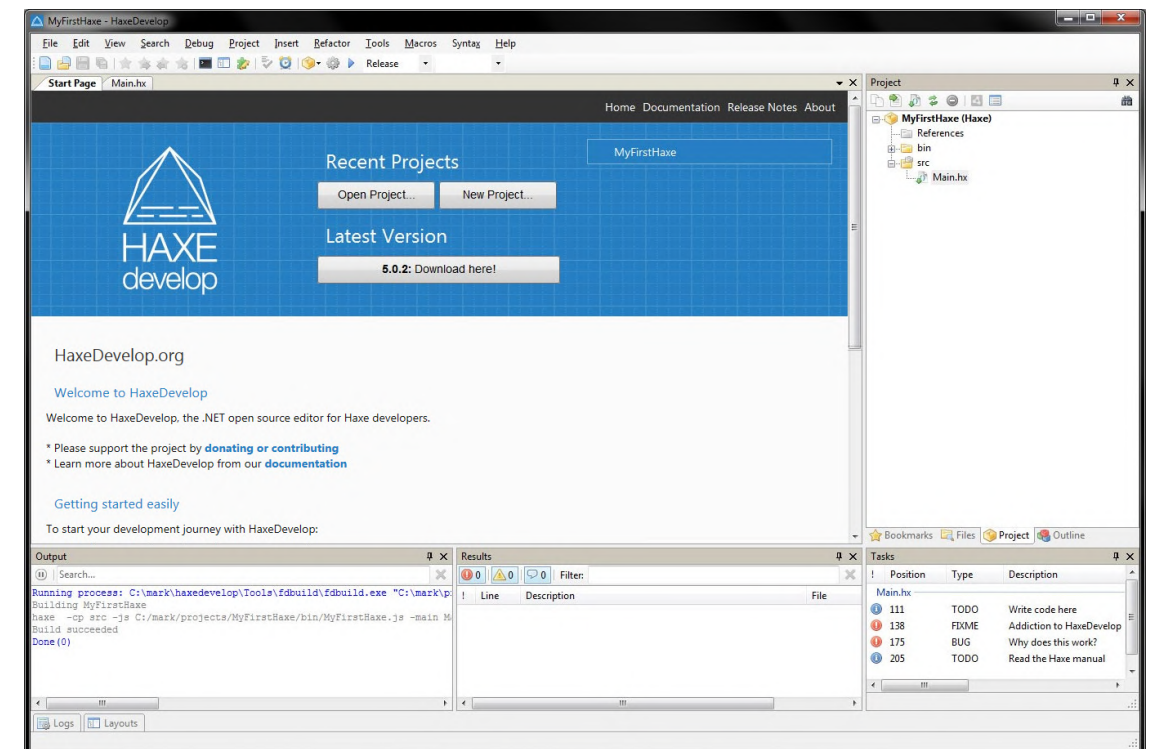 MyFirstHaxe - HaxeDevelop
File Edit View Search Debug Project Insert Refactor Tools Macros Syntax Help
Release
Start Page Main.hx
Home Documentation Release Notes About
HAXE
develop
Recent Projects
Open Project... New Project...
Latest Version
5.0.2: Download here!
MyFirstHaxe
HaxeDevelop.org
Welcome to HaxeDevelop
Welcome to HaxeDevelop, the .NET open source editor for Haxe developers.
* Please support the project by donating or contributing
* Learn more about HaxeDevelop from our documentation
Getting started easily
To start your development journey with HaxeDevelop:
Project
MyFirstHaxe (Haxe)
References
bin
src
Main.hx
Bookmarks Files Project Outline
Output
Search...
Running process: C:\mark\haxedevelop\Tools\fdbuild\fdbuild.exe "C:\mark\p
Building MyFirstHaxe
haxe -cp src -js C:/mark/projects/MyFirstHaxe/bin/MyFirstHaxe.js -main M
Build succeeded
Done(0)
Results
0 0 0 Filter:
! Line Description File
Tasks
! Position Type Description
Main.hx
111 TODO Write code here
138 FIXME Addiction to HaxeDevelop
175 BUG Why does this work?
205 TODO Read the Haxe manual
Logs Layouts